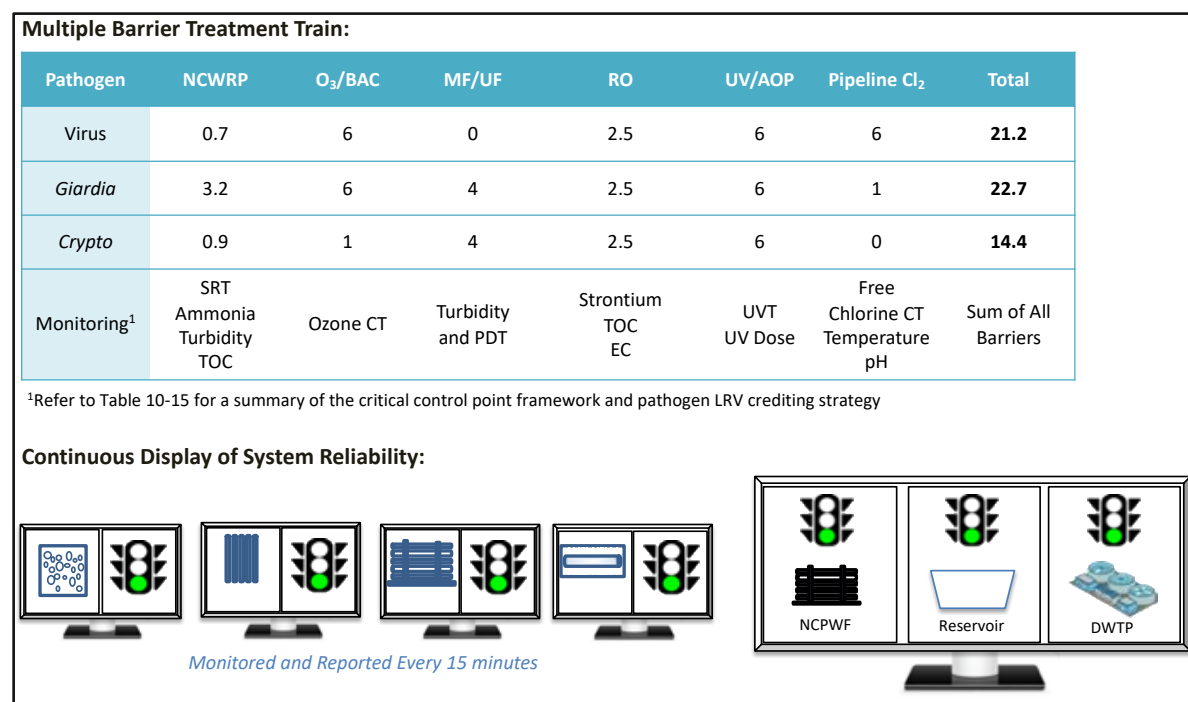 Multiple Barrier Treatment Train:
Pathogen NCWRP O₃/BAC MF/UF RO UV/AOP Pipeline Cl₂ Total
Virus 0.7 6 0 2.5 6 6 21.2
Giardia 3.2 6 4 2.5 6 1 22.7
Crypto 0.9 1 4 2.5 6 0 14.4
Monitoring¹
SRT
Ammonia
Turbidity
TOC
Ozone CT
Turbidity
and PDT
Strontium
TOC
EC
UVT
UV Dose
Free
Chlorine CT
Temperature
pH
Sum of All
Barriers
¹Refer to Table 10-15 for a summary of the critical control point framework and pathogen LRV crediting strategy
Continuous Display of System Reliability:
NCPWF Reservoir DWTP
Monitored and Reported Every 15 minutes